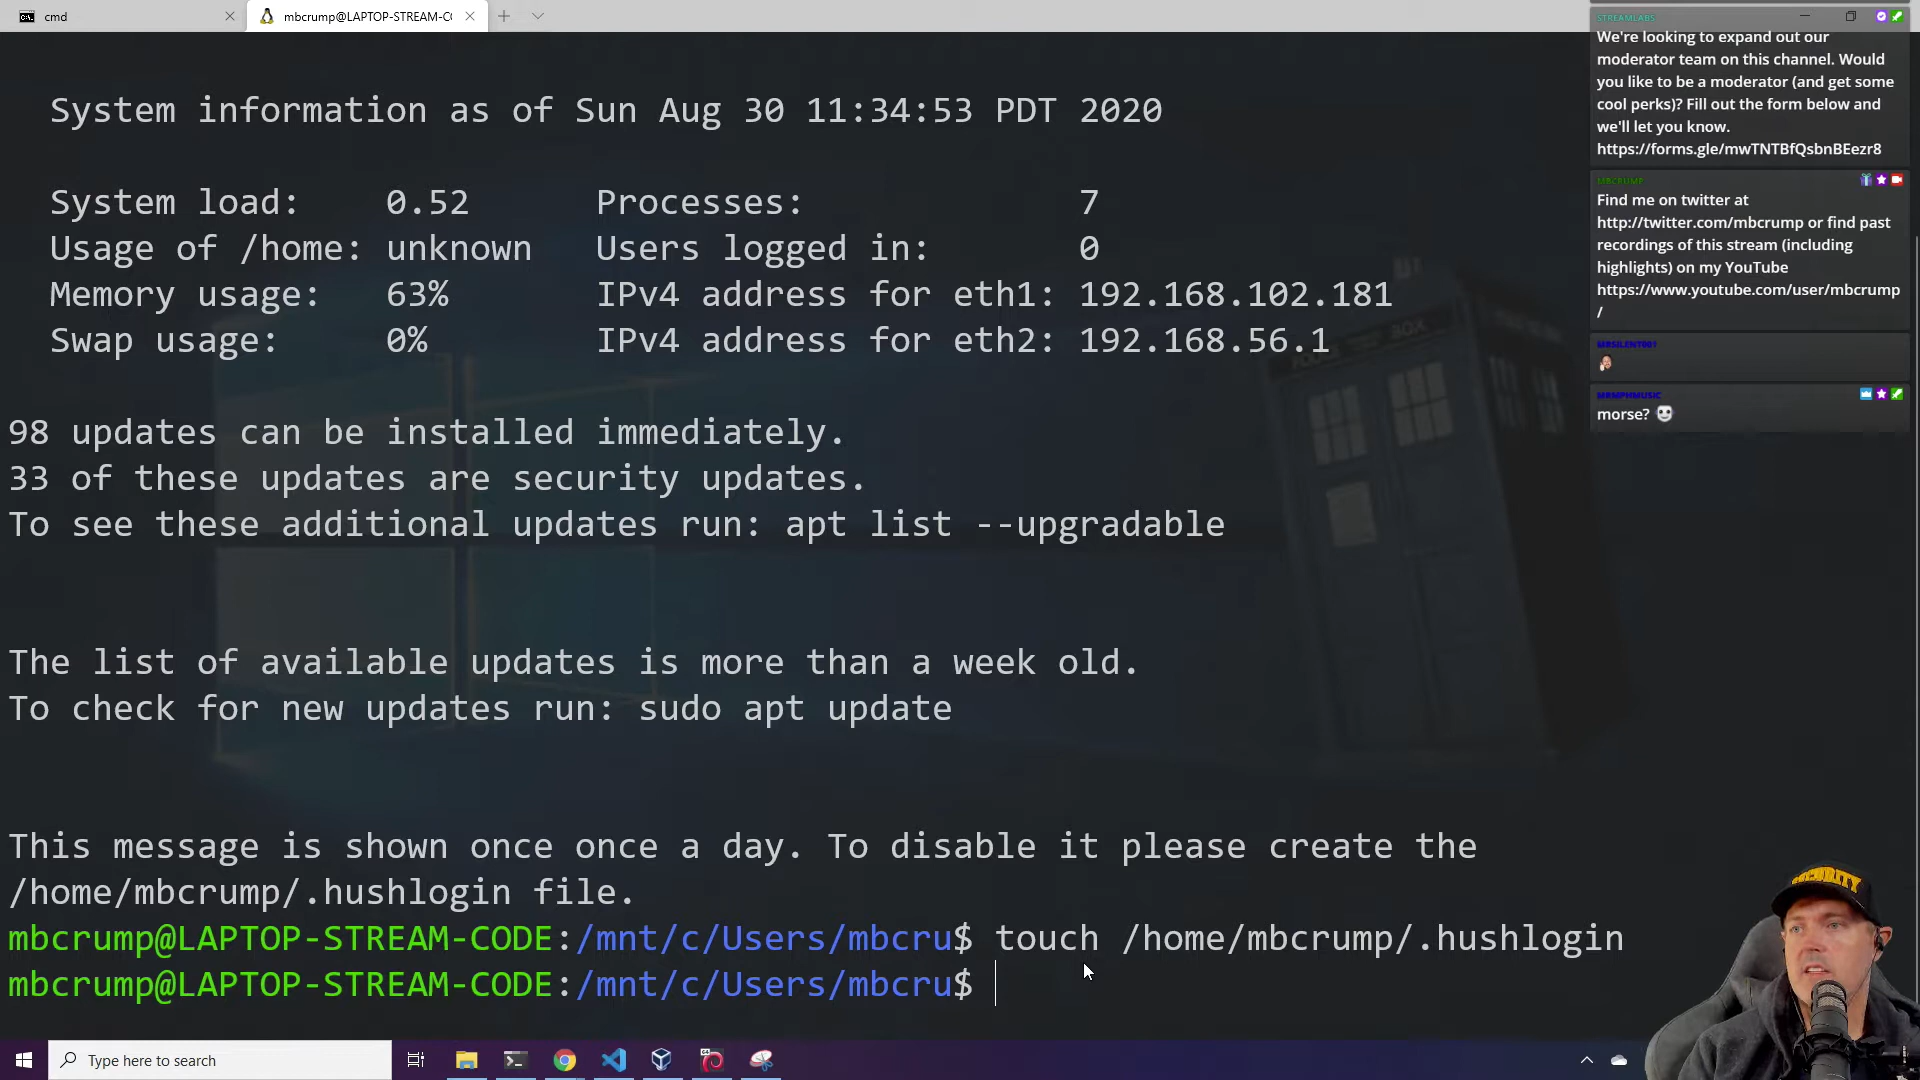 cmd
mbcrump@LAPTOP-STREAM-CO
System information as of Sun Aug 30 11:34:53 PDT 2020
System load: 0.52 Processes: 7
Usage of /home: unknown Users logged in: 0
Memory usage: 63% IPv4 address for eth1: 192.168.102.181
Swap usage: 0% IPv4 address for eth2: 192.168.56.1
98 updates can be installed immediately.
33 of these updates are security updates.
To see these additional updates run: apt list --upgradable
The list of available updates is more than a week old.
To check for new updates run: sudo apt update
This message is shown once once a day. To disable it please create the
/home/mbcrump/.hushlogin file.
mbcrump@LAPTOP-STREAM-CODE:/mnt/c/Users/mbcru$ touch /home/mbcrump/.hushlogin
mbcrump@LAPTOP-STREAM-CODE:/mnt/c/Users/mbcru$
STREAMLABS
We're looking to expand out our
moderator team on this channel. Would
you like to be a moderator (and get some
cool perks)? Fill out the form below and
we'll let you know.
https://forms.gle/mwTNTBfQsbnBEezr8
MBCRUMP
Find me on twitter at
http://twitter.com/mbcrump or find past
recordings of this stream (including
highlights) on my YouTube
https://www.youtube.com/user/mbcrump
/
MRSILENT001
MRMPHMUSIC
morse?
POLICE BOX
SECURITY
Type here to search